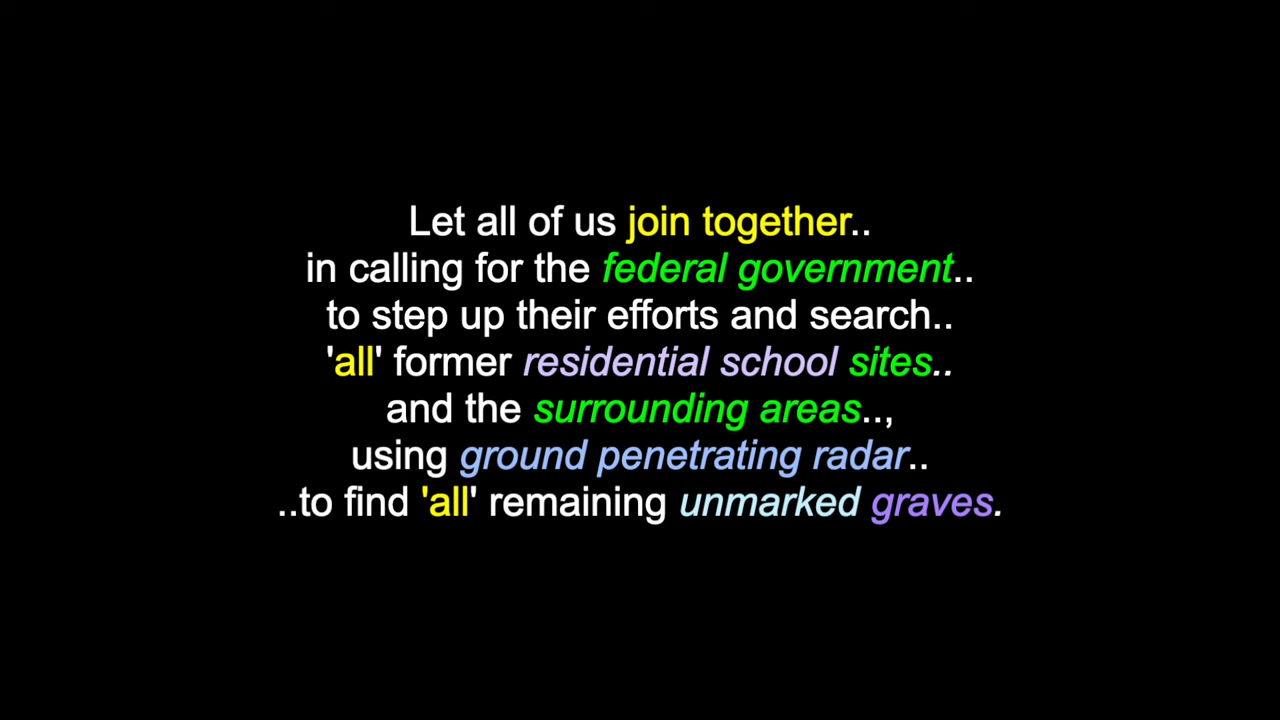 Let all of us join together..
in calling for the federal government..
to step up their efforts and search..
'all' former residential school sites..
and the surrounding areas..,
using ground penetrating radar..
..to find 'all' remaining unmarked graves.